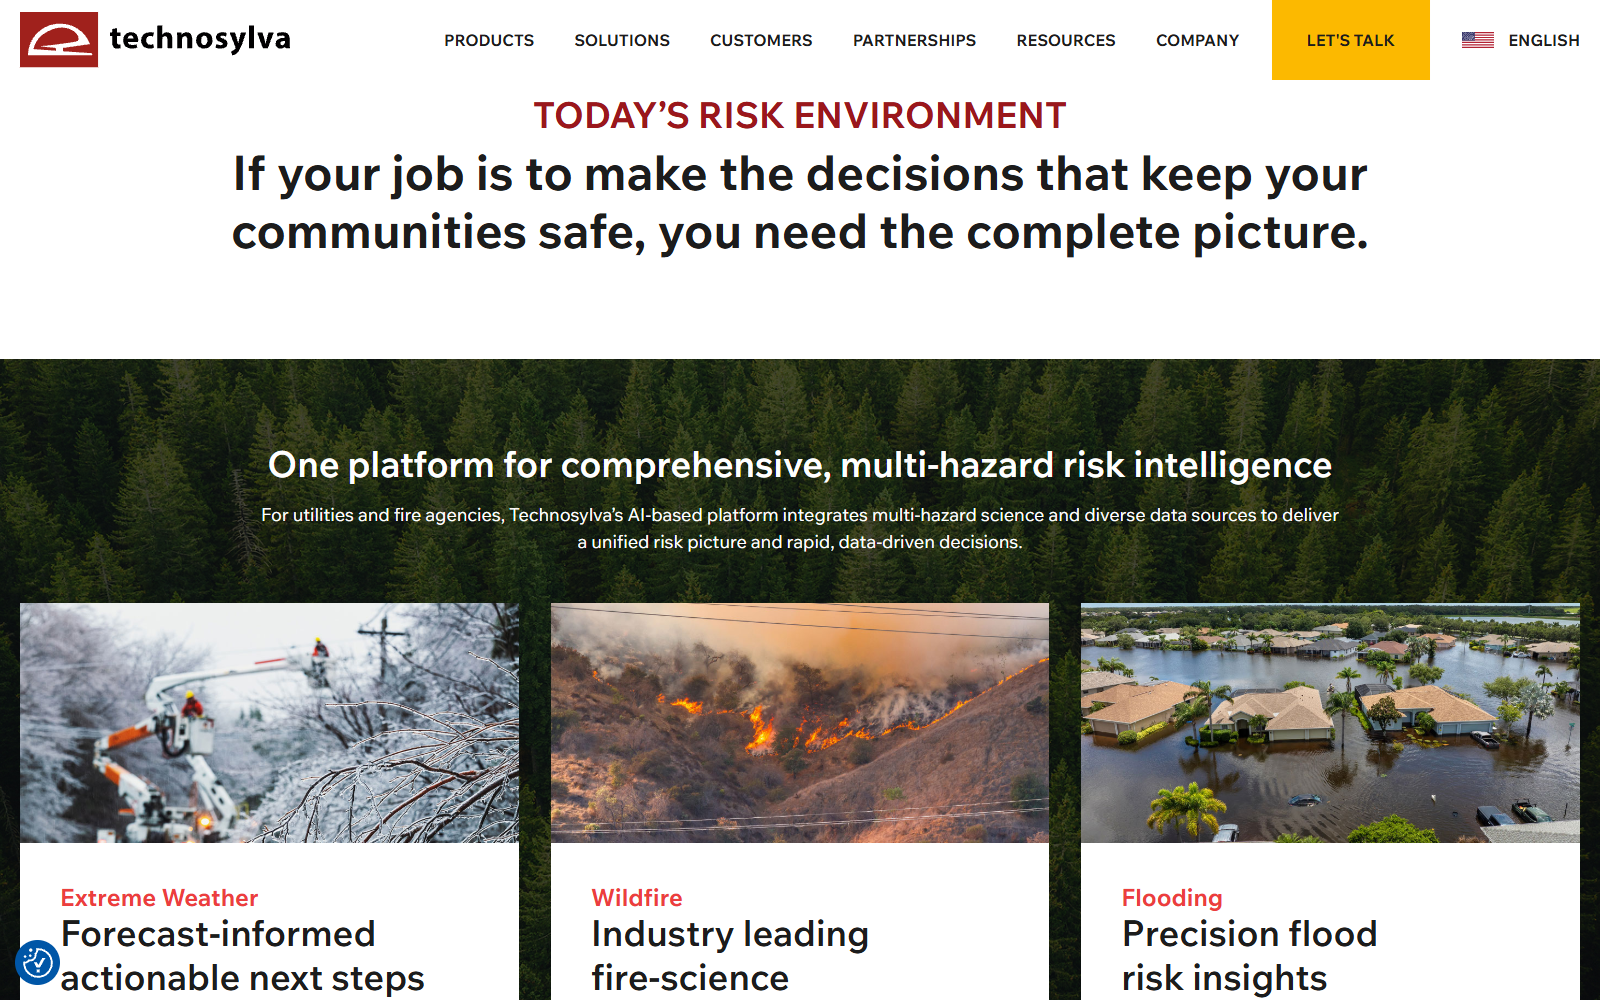 technosylva
PRODUCTS
SOLUTIONS
CUSTOMERS
PARTNERSHIPS
RESOURCES
COMPANY
LET'S TALK
ENGLISH
TODAY’S RISK ENVIRONMENT
If your job is to make the decisions that keep your
communities safe, you need the complete picture.
One platform for comprehensive, multi-hazard risk intelligence
For utilities and fire agencies, Technosylva’s AI-based platform integrates multi-hazard science and diverse data sources to deliver
a unified risk picture and rapid, data-driven decisions.
Extreme Weather
Forecast-informed
actionable next steps
Wildfire
Industry leading
fire-science
Flooding
Precision flood
risk insights